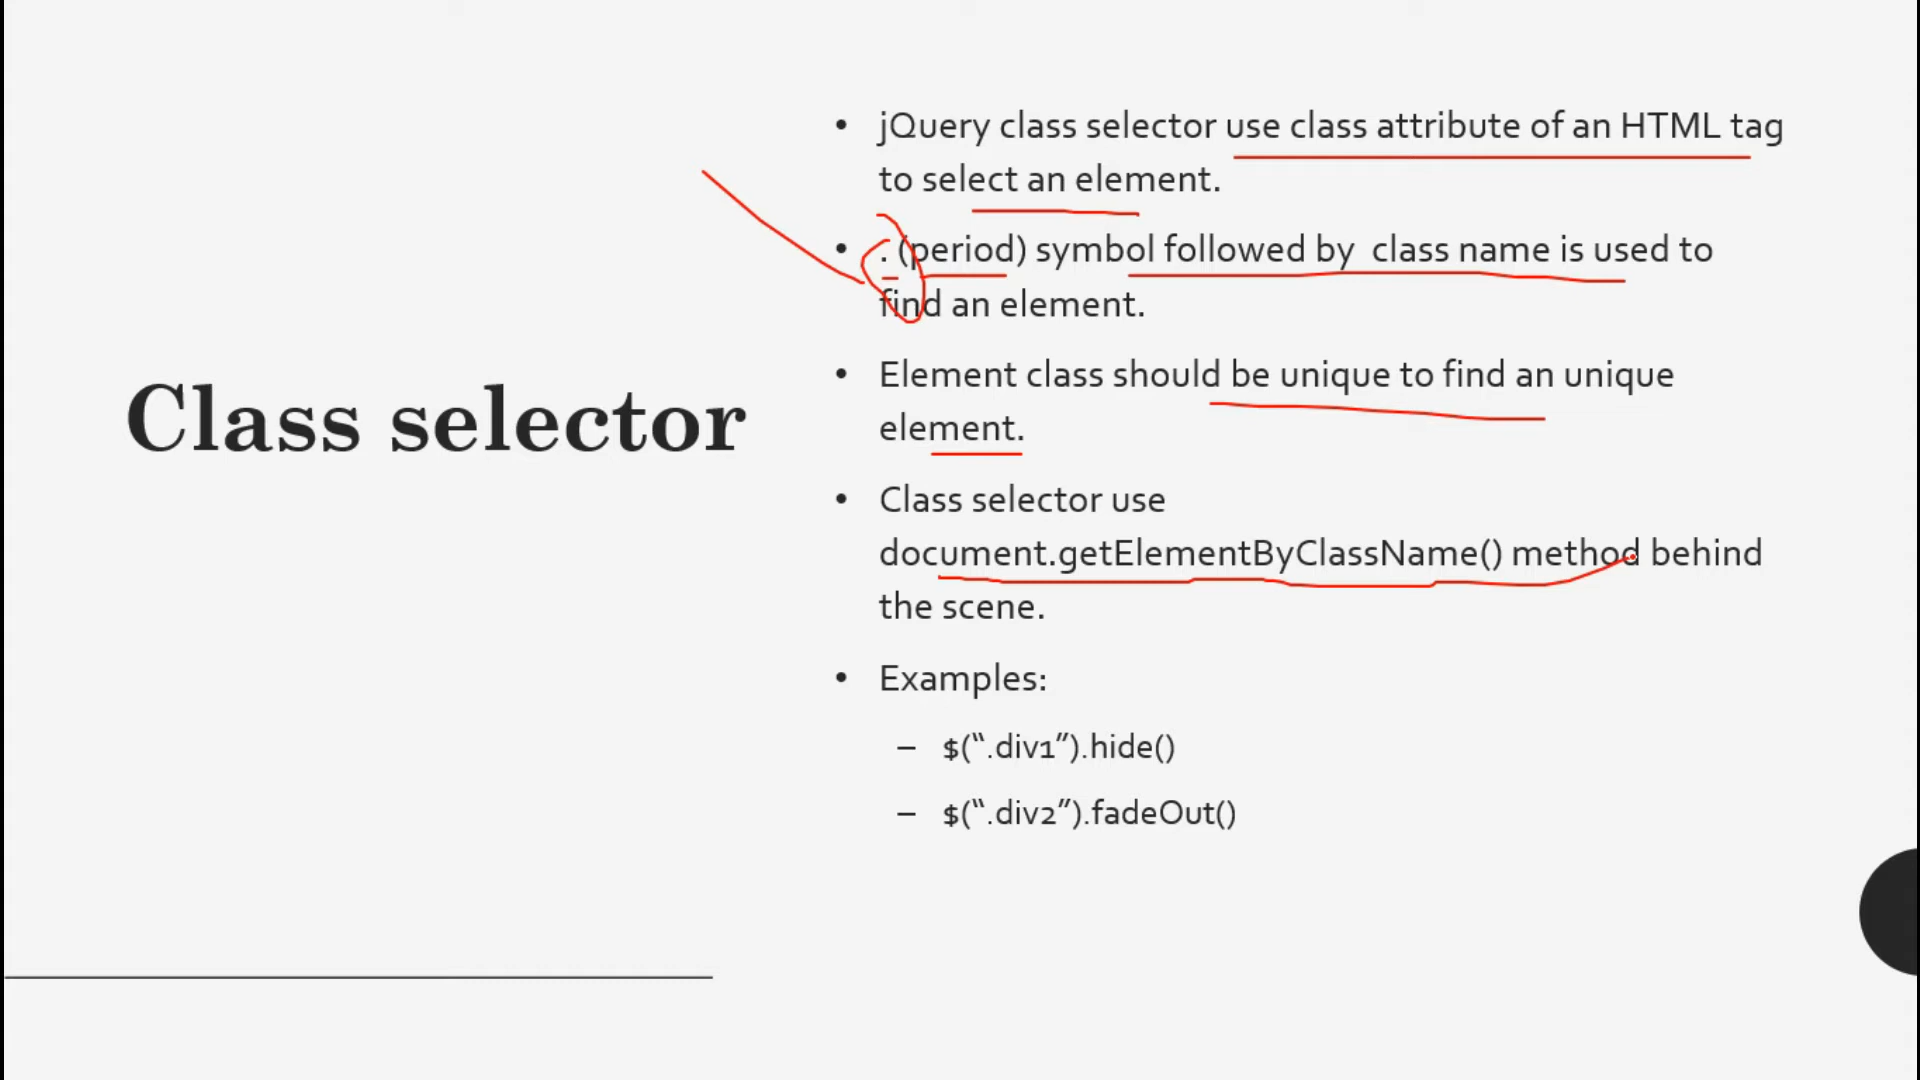 Class selector
• jQuery class selector use class attribute of an HTML tag
to select an element.
• . (period) symbol followed by class name is used to
find an element.
• Element class should be unique to find an unique
element.
• Class selector use
document.getElementByClassName() method behind
the scene.
• Examples:
– $(“.div1”).hide()
– $(“.div2”).fadeOut()